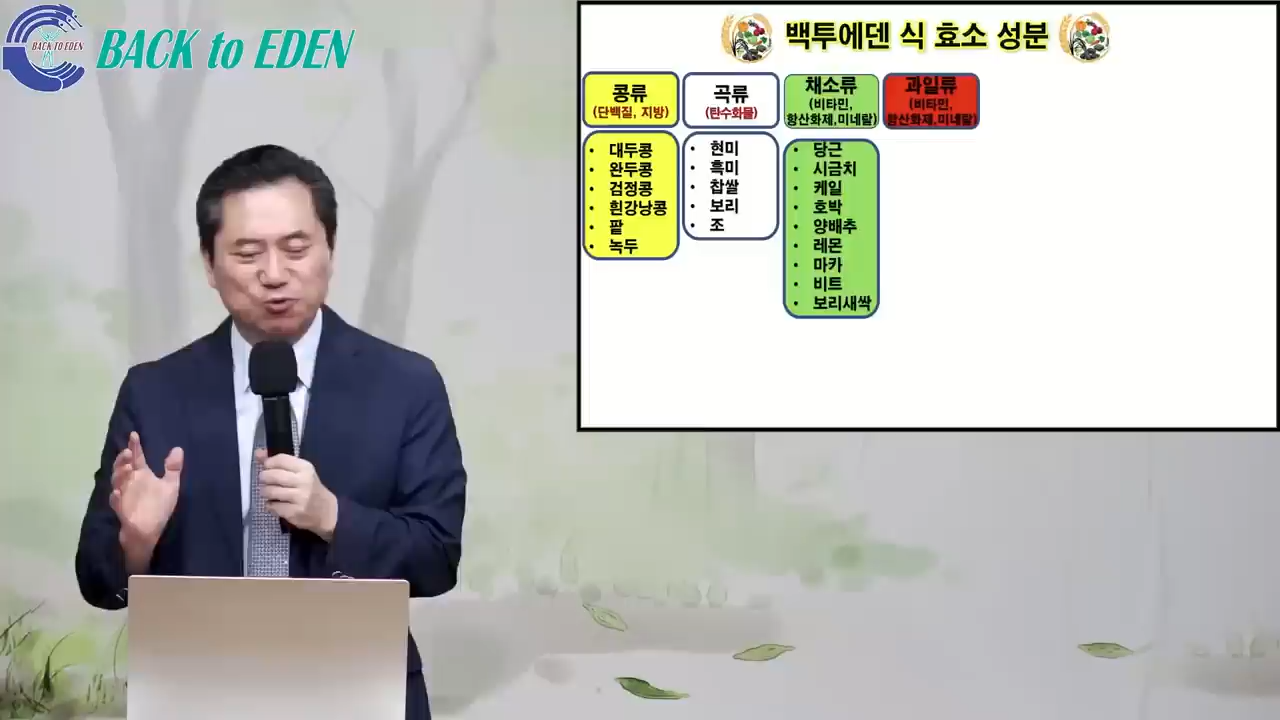 BACK TO EDEN
BACK to EDEN
백투에덴 식 효소 성분
콩류
(단백질, 지방)
• 대두콩
• 완두콩
• 검정콩
• 흰강낭콩
• 팥
• 녹두
곡류
(탄수화물)
• 현미
• 흑미
• 찹쌀
• 보리
• 조
채소류
(비타민,
항산화제,미네랄)
• 당근
• 시금치
• 케일
• 호박
• 양배추
• 레몬
• 마카
• 비트
• 보리새싹
과일류
(비타민,
항산화제,미네랄)